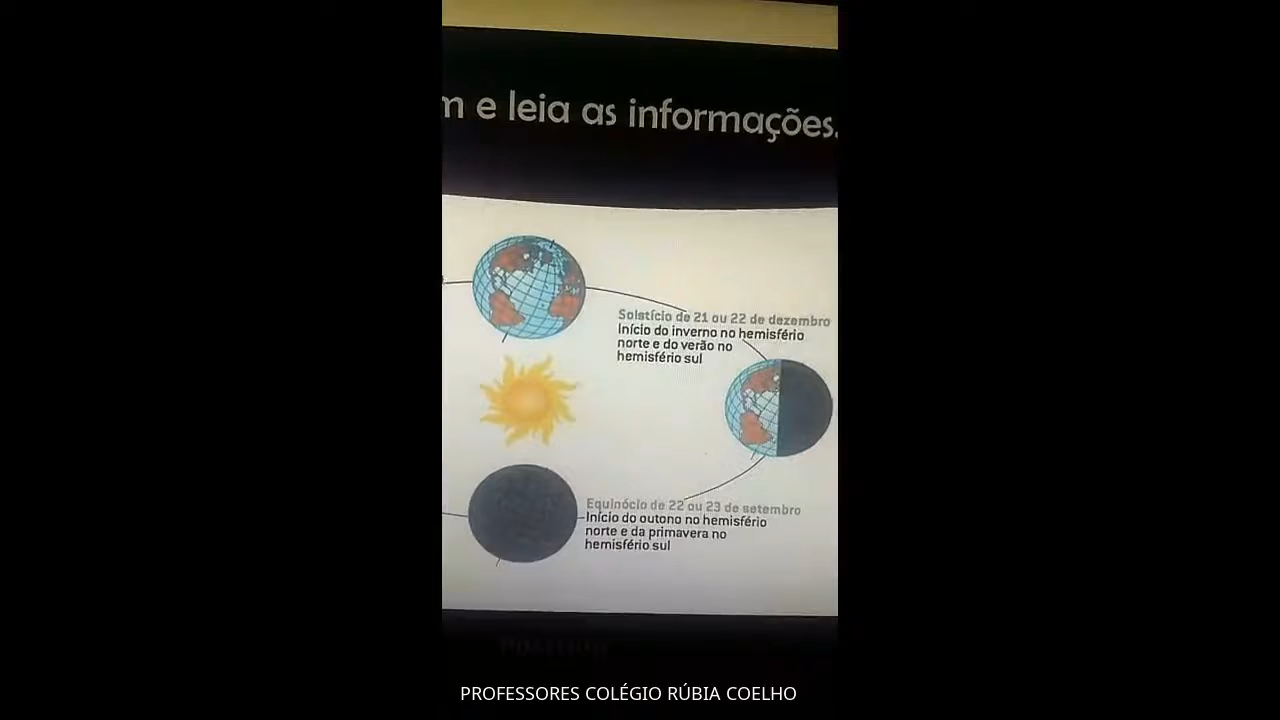 m e leia as informações.
Solstício de 21 ou 22 de dezembro
Início do inverno no hemisfério
norte e do verão no
hemisfério sul
Equinócio de 22 ou 23 de setembro
Início do outono no hemisfério
norte e da primavera no
hemisfério sul
PROFESSORES COLÉGIO RÚBIA COELHO